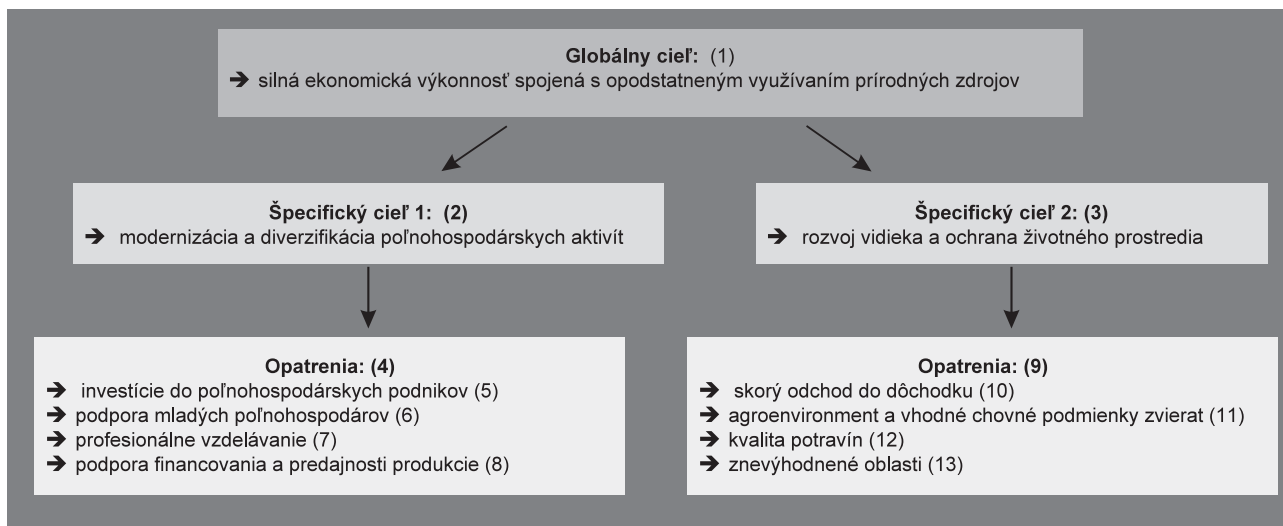 Globálny cieľ: (1)
➔ silná ekonomická výkonnosť spojená s opodstatneným využívaním prírodných zdrojov
Špecifický cieľ 1: (2)
➔ modernizácia a diverzifikácia poľnohospodárskych aktivít
Špecifický cieľ 2: (3)
➔ rozvoj vidieka a ochrana životného prostredia
Opatrenia: (4)
➔ investície do poľnohospodárskych podnikov (5)
➔ podpora mladých poľnohospodárov (6)
➔ profesionálne vzdelávanie (7)
➔ podpora financovania a predajnosti produkcie (8)
Opatrenia: (9)
➔ skorý odchod do dôchodku (10)
➔ agroenvironment a vhodné chovné podmienky zvierat (11)
➔ kvalita potravín (12)
➔ znevýhodnené oblasti (13)